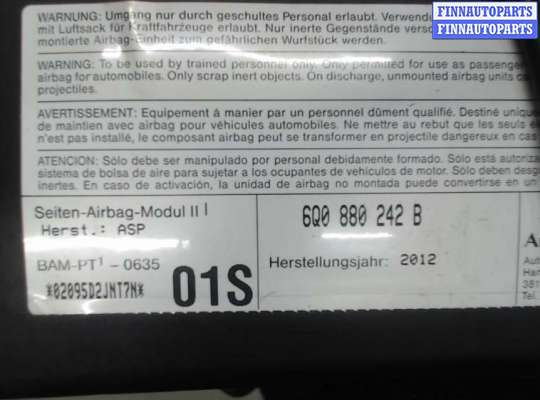 FINNAUTOPARTS
FINNAUTOPARTS
WARNUNG: Umgang nur durch geschultes Personal erlaubt.
mit Luftsack für Kraftfahrzeuge erlaubt. Nur inerte Gegenstände
montierte Airbag-Einheit zum gefährlichen Wurfstück werden.
WARNING: To be used by trained personnel only. Only permitted for use as passenger
airbag for automobiles. Only scrap inert objects. On discharge, unmounted airbag units
projectiles.
AVERTISSEMENT: Equipement à manier par un personnel dûment qualifié. Destiné
de maintien avec airbag pour véhicules automobiles. Ne mettre au rebut que les seuls
n'est pas installé, le composant airbag peut se transformer en projectile dangereux en cas
ATENCION: Sólo debe ser manipulado por personal debidamente formado. Sólo está
sistema de bolsa de aire para sujetar a los ocupantes de vehículos de motor. Sólo deben
inertes. En caso de activación, la unidad de airbag no montada puede convertirse en
Seiten-Airbag-Modul II I
Herst.: ASP
6Q0 880 242 B
BAM-PT¹ - 0635
*02095D2JNT7N*
01S
Herstellungsjahr: 2012
A
Aut
Har
381
Tel.